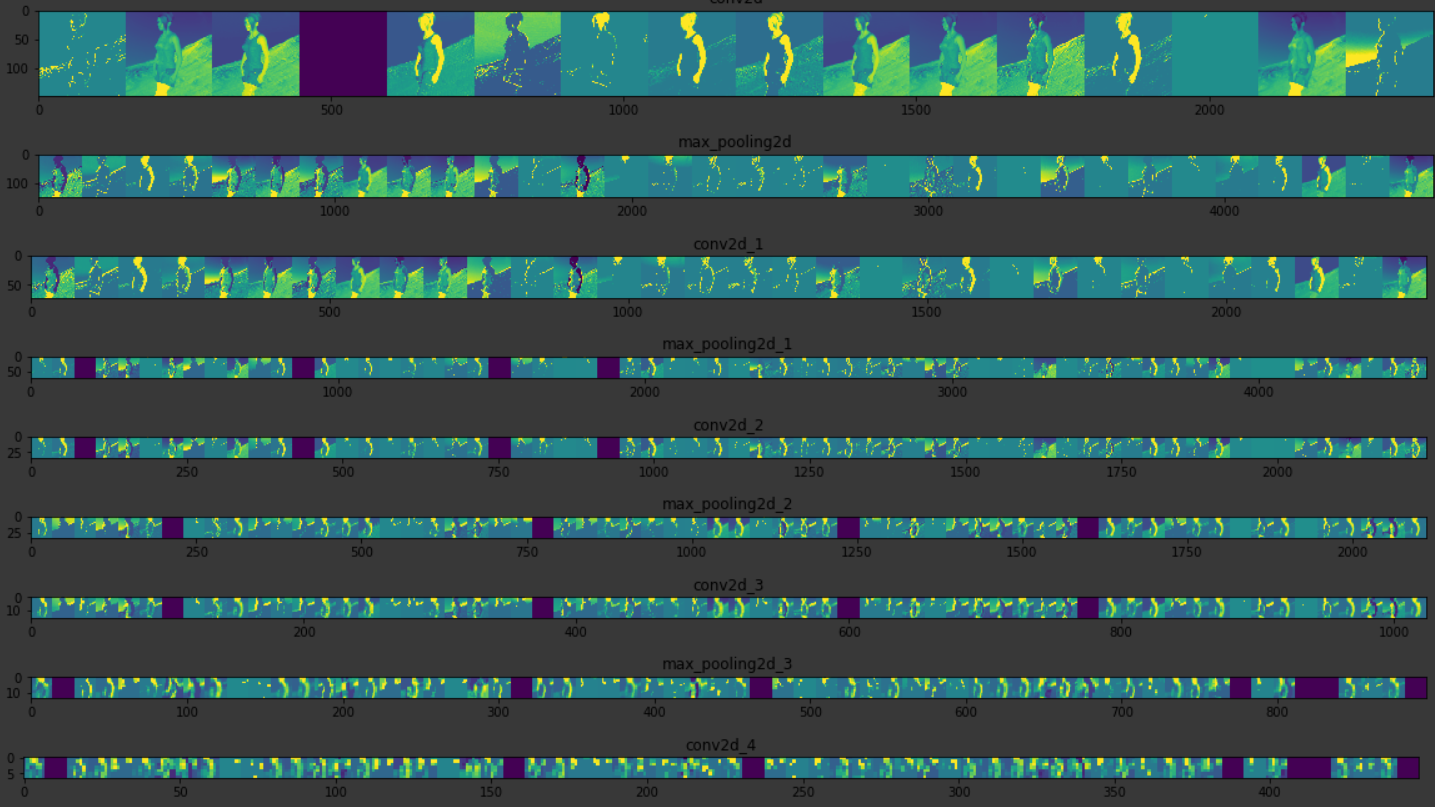 conv2d
0
50
100
0 500 1000 1500 2000
max_pooling2d
0
100
0 1000 2000 3000 4000
conv2d_1
0
50
0 500 1000 1500 2000
max_pooling2d_1
0
50
0 1000 2000 3000 4000
conv2d_2
0
25
0 250 500 750 1000 1250 1500 1750 2000
max_pooling2d_2
0
25
0 250 500 750 1000 1250 1500 1750 2000
conv2d_3
0
10
0 200 400 600 800 1000
max_pooling2d_3
0
10
0 100 200 300 400 500 600 700 800
conv2d_4
0
5
0 50 100 150 200 250 300 350 400